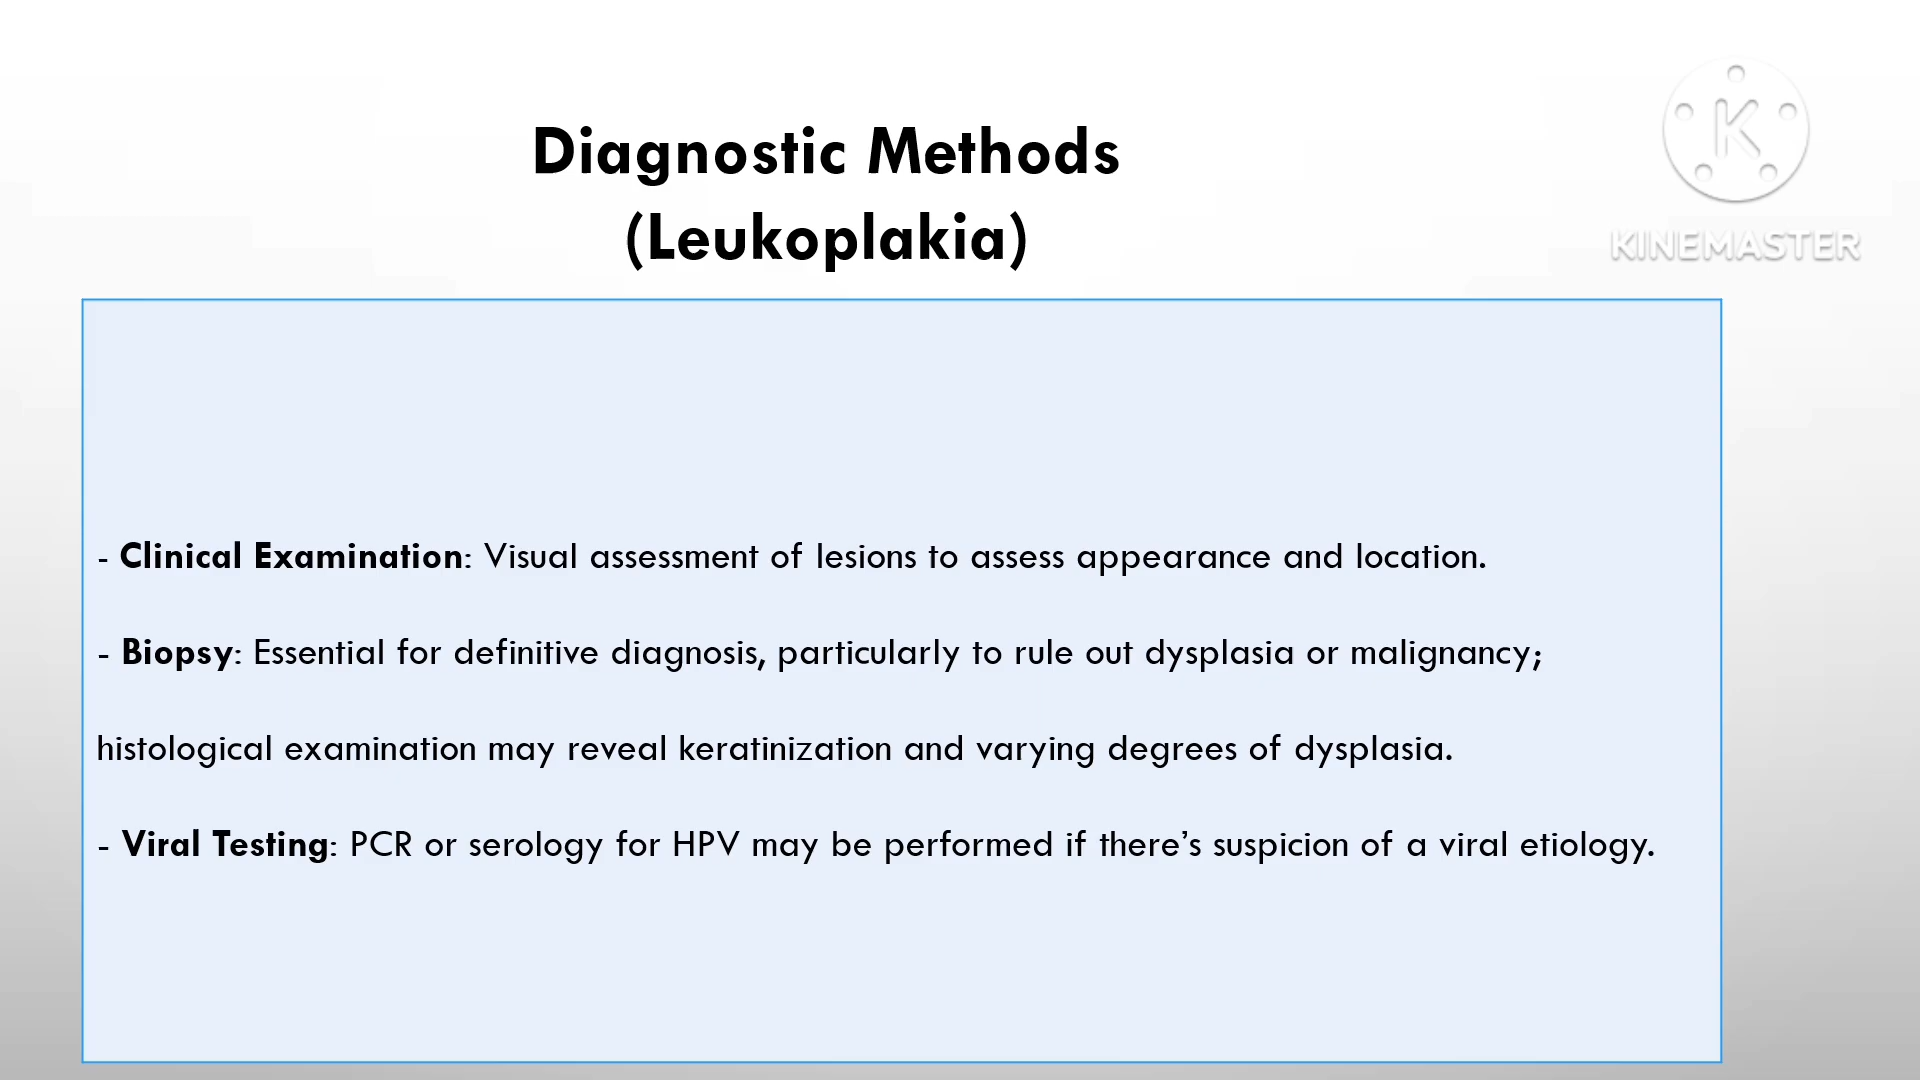 Diagnostic Methods
(Leukoplakia)
K
KINEMASTER
- Clinical Examination: Visual assessment of lesions to assess appearance and location.
- Biopsy: Essential for definitive diagnosis, particularly to rule out dysplasia or malignancy;
histological examination may reveal keratinization and varying degrees of dysplasia.
- Viral Testing: PCR or serology for HPV may be performed if there’s suspicion of a viral etiology.